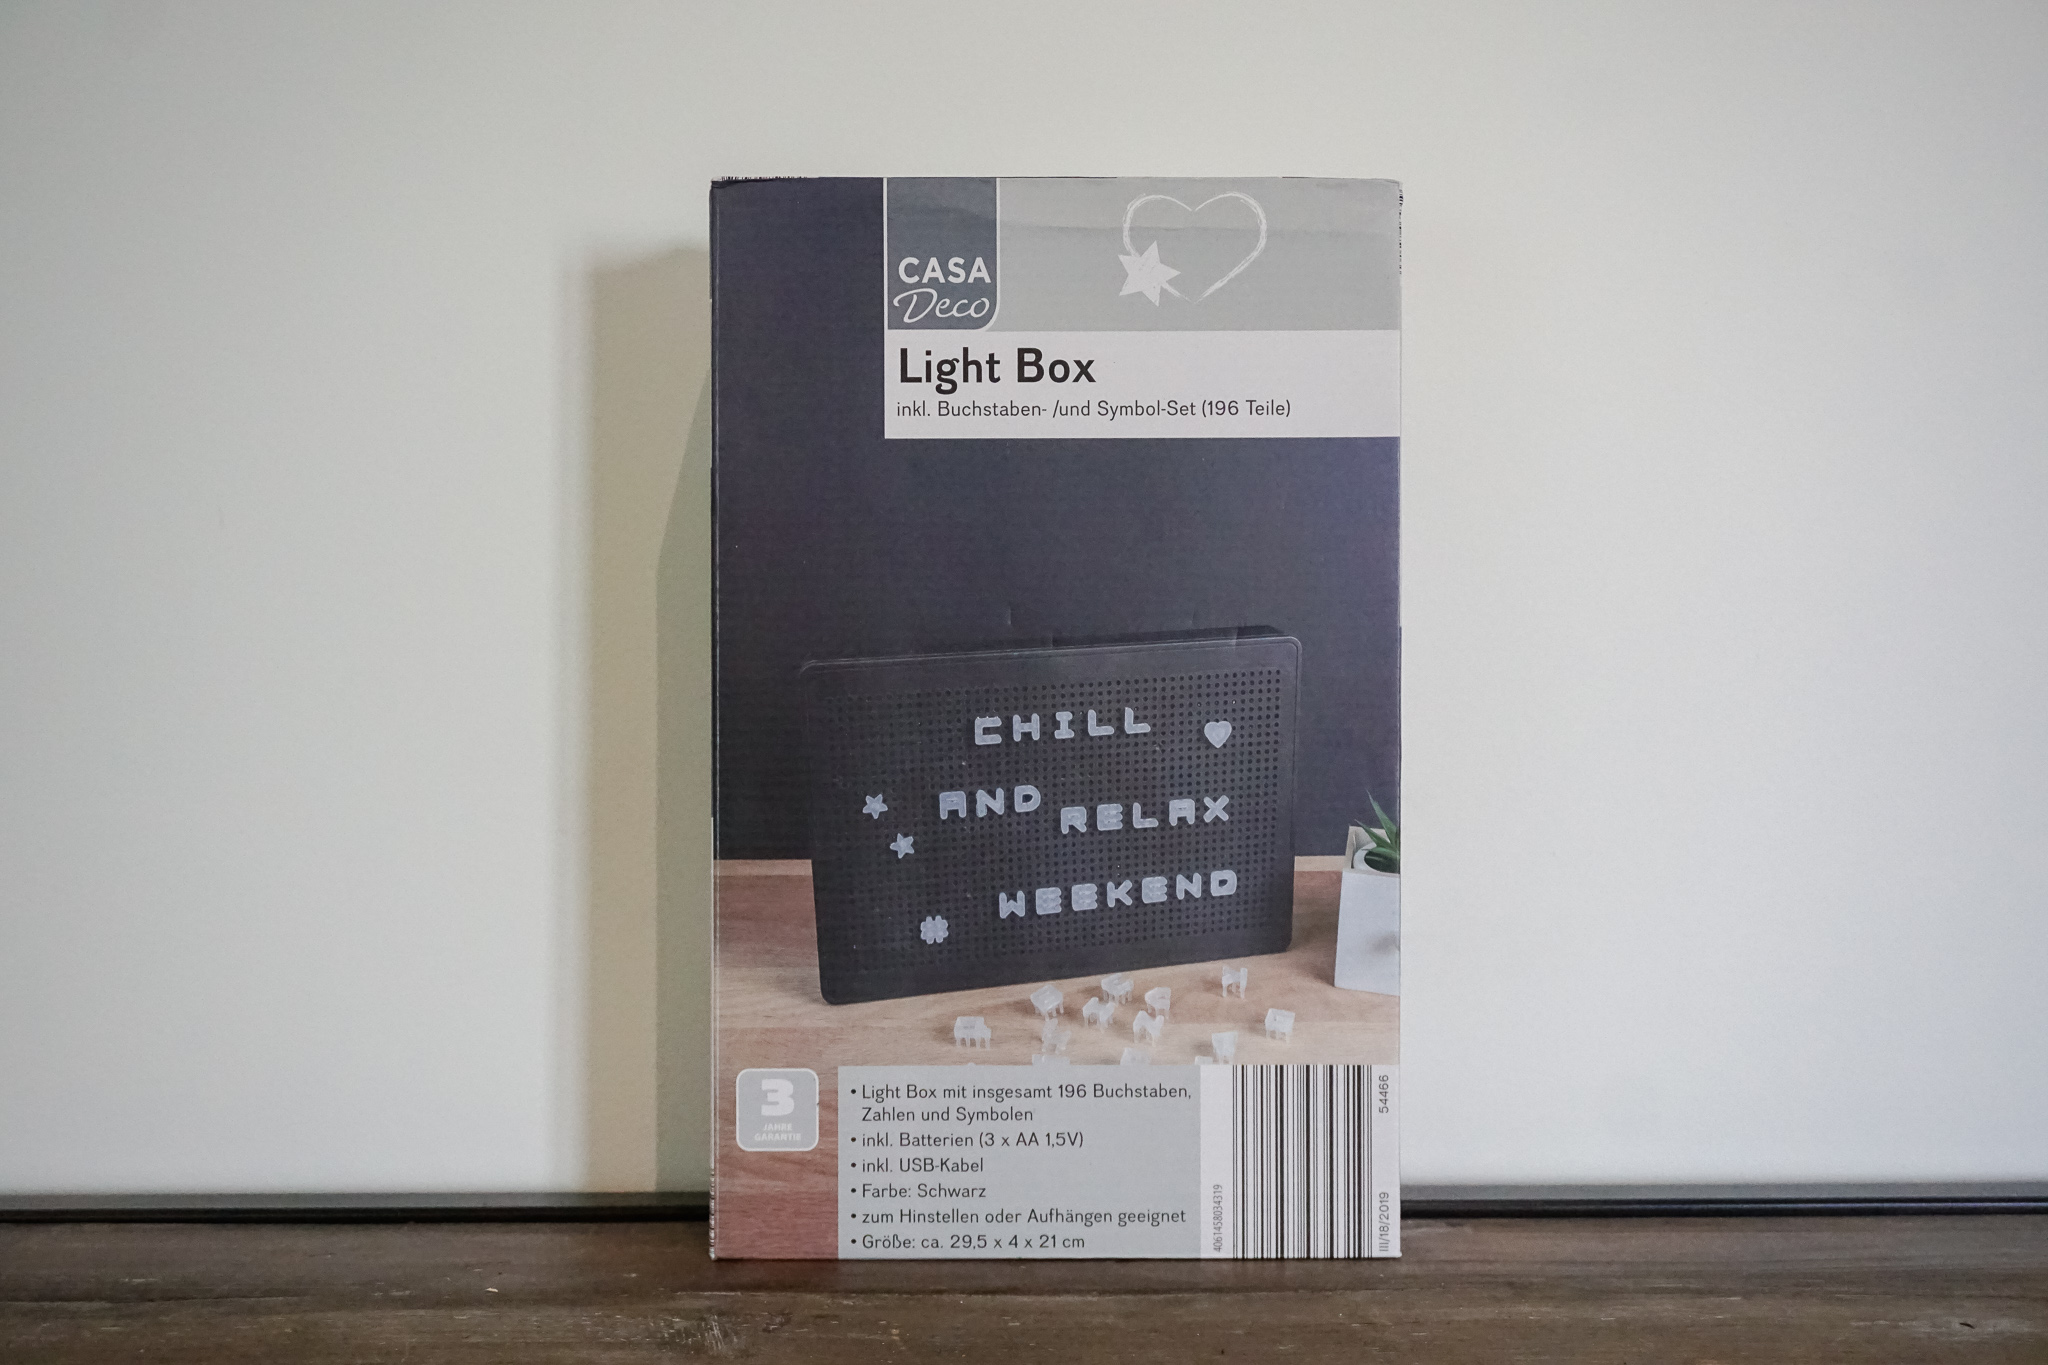 CASA
Deco
Light Box
inkl. Buchstaben- /und Symbol-Set (196 Teile)
CHILL
AND RELAX
WEEKEND
#
3
JAHRE
GARANTIE
• Light Box mit insgesamt 196 Buchstaben,
Zahlen und Symbolen
• inkl. Batterien (3 x AA 1,5V)
• inkl. USB-Kabel
• Farbe: Schwarz
• zum Hinstellen oder Aufhängen geeignet
• Größe: ca. 29,5 x 4 x 21 cm
4061458034319
54466
III/18/2019